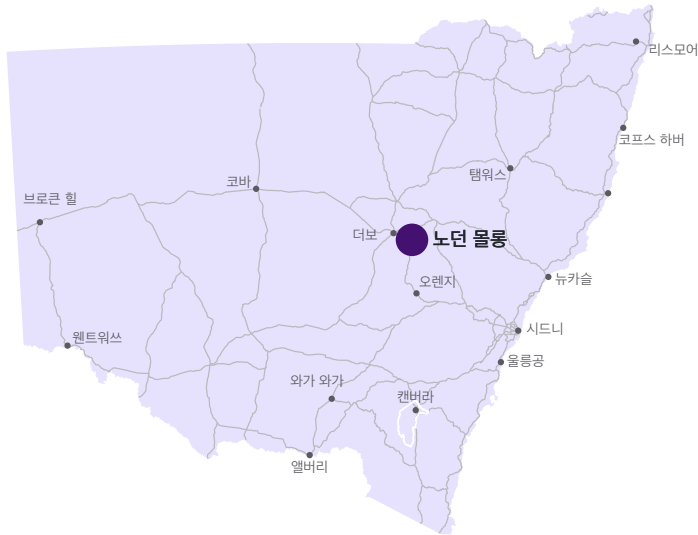 리스모어
코프스 하버
탬워스
코바
브로큰 힐
더보
노던 몰롱
오렌지
뉴카슬
시드니
웬트워쓰
울릉공
와가 와가
캔버라
앨버리